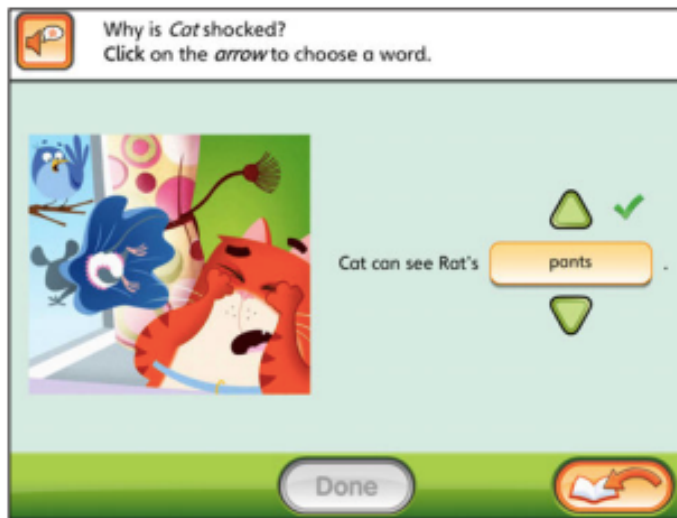 Why is Cat shocked?
Click on the arrow to choose a word.
Cat can see Rat's pants .
Done